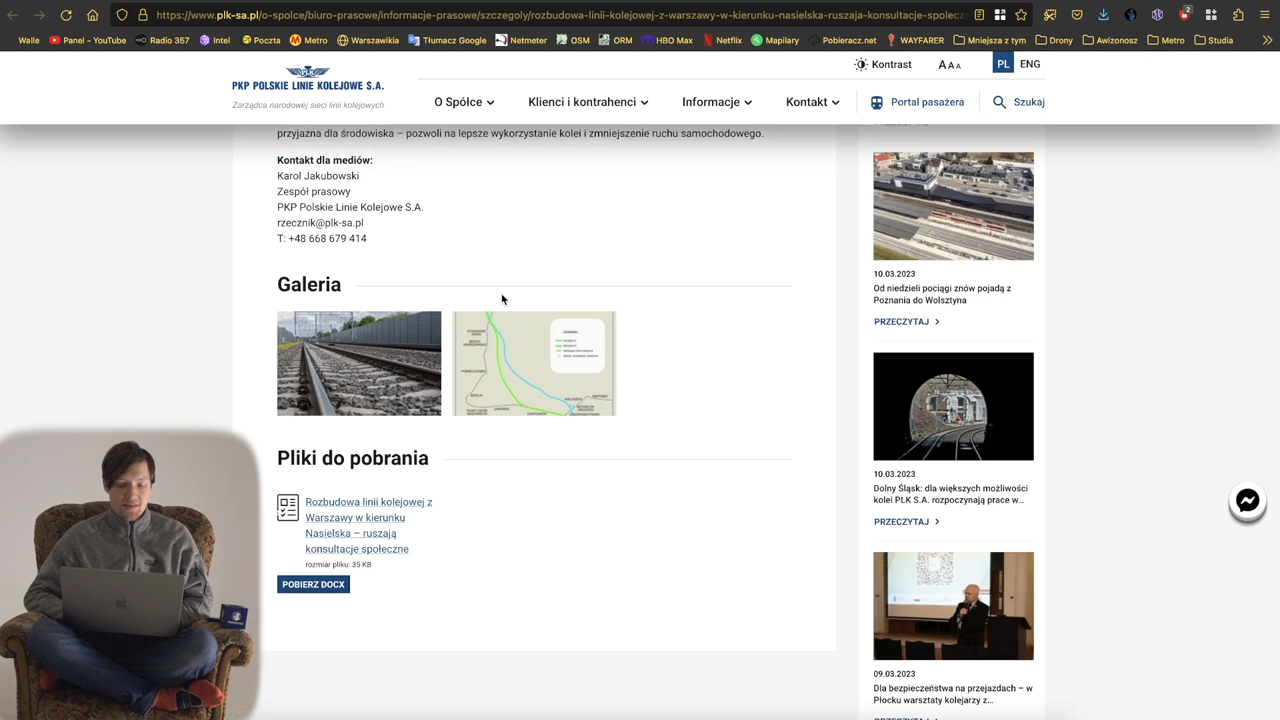 https://www.plk-sa.pl/o-spolce/biuro-prasowe/informacje-prasowe/szczegoly/rozbudowa-linii-kolejowej-z-warszawy-w-kierunku-nasielska-ruszaja-konsultacje-społecz
2
Walle
Panel - YouTube
Radio 357
Intel
Poczta
Metro
Warszawikia
Tłumacz Google
Metrem
OSM
ORM
HBO Max
Netflix
Mapilary
Pobieracz.net
WAYFARER
Mniejsza z tym
Drony
Awizonosz
Metro
Studia
Kontrast
A A A
PL
ENG
PLK
PKP POLSKIE LINIE KOLEJOWE S.A.
Zarządca narodowej sieci linii kolejowych
O Spółce
Klienci i kontrahenci
Informacje
Kontakt
Portal pasażera
Szukaj
przyjazna dla środowiska – pozwoli na lepsze wykorzystanie kolei i zmniejszenie ruchu samochodowego.
Kontakt dla mediów:
Karol Jakubowski
Zespół prasowy
PKP Polskie Linie Kolejowe S.A.
rzecznik@plk-sa.pl
T: +48 668 679 414
Galeria
Pliki do pobrania
Rozbudowa linii kolejowej z
Warszawy w kierunku
Nasielska – ruszają
konsultacje społeczne
rozmiar pliku: 35 KB
POBIERZ DOCX
10.03.2023
Od niedzieli pociągi znów pojadą z
Poznania do Wolsztyna
PRZECZYTAJ
10.03.2023
Dolny Śląsk: dla większych możliwości
kolei PLK S.A. rozpoczynają prace w...
PRZECZYTAJ
09.03.2023
Dla bezpieczeństwa na przejazdach – w
Płocku warsztaty kolejarzy z...